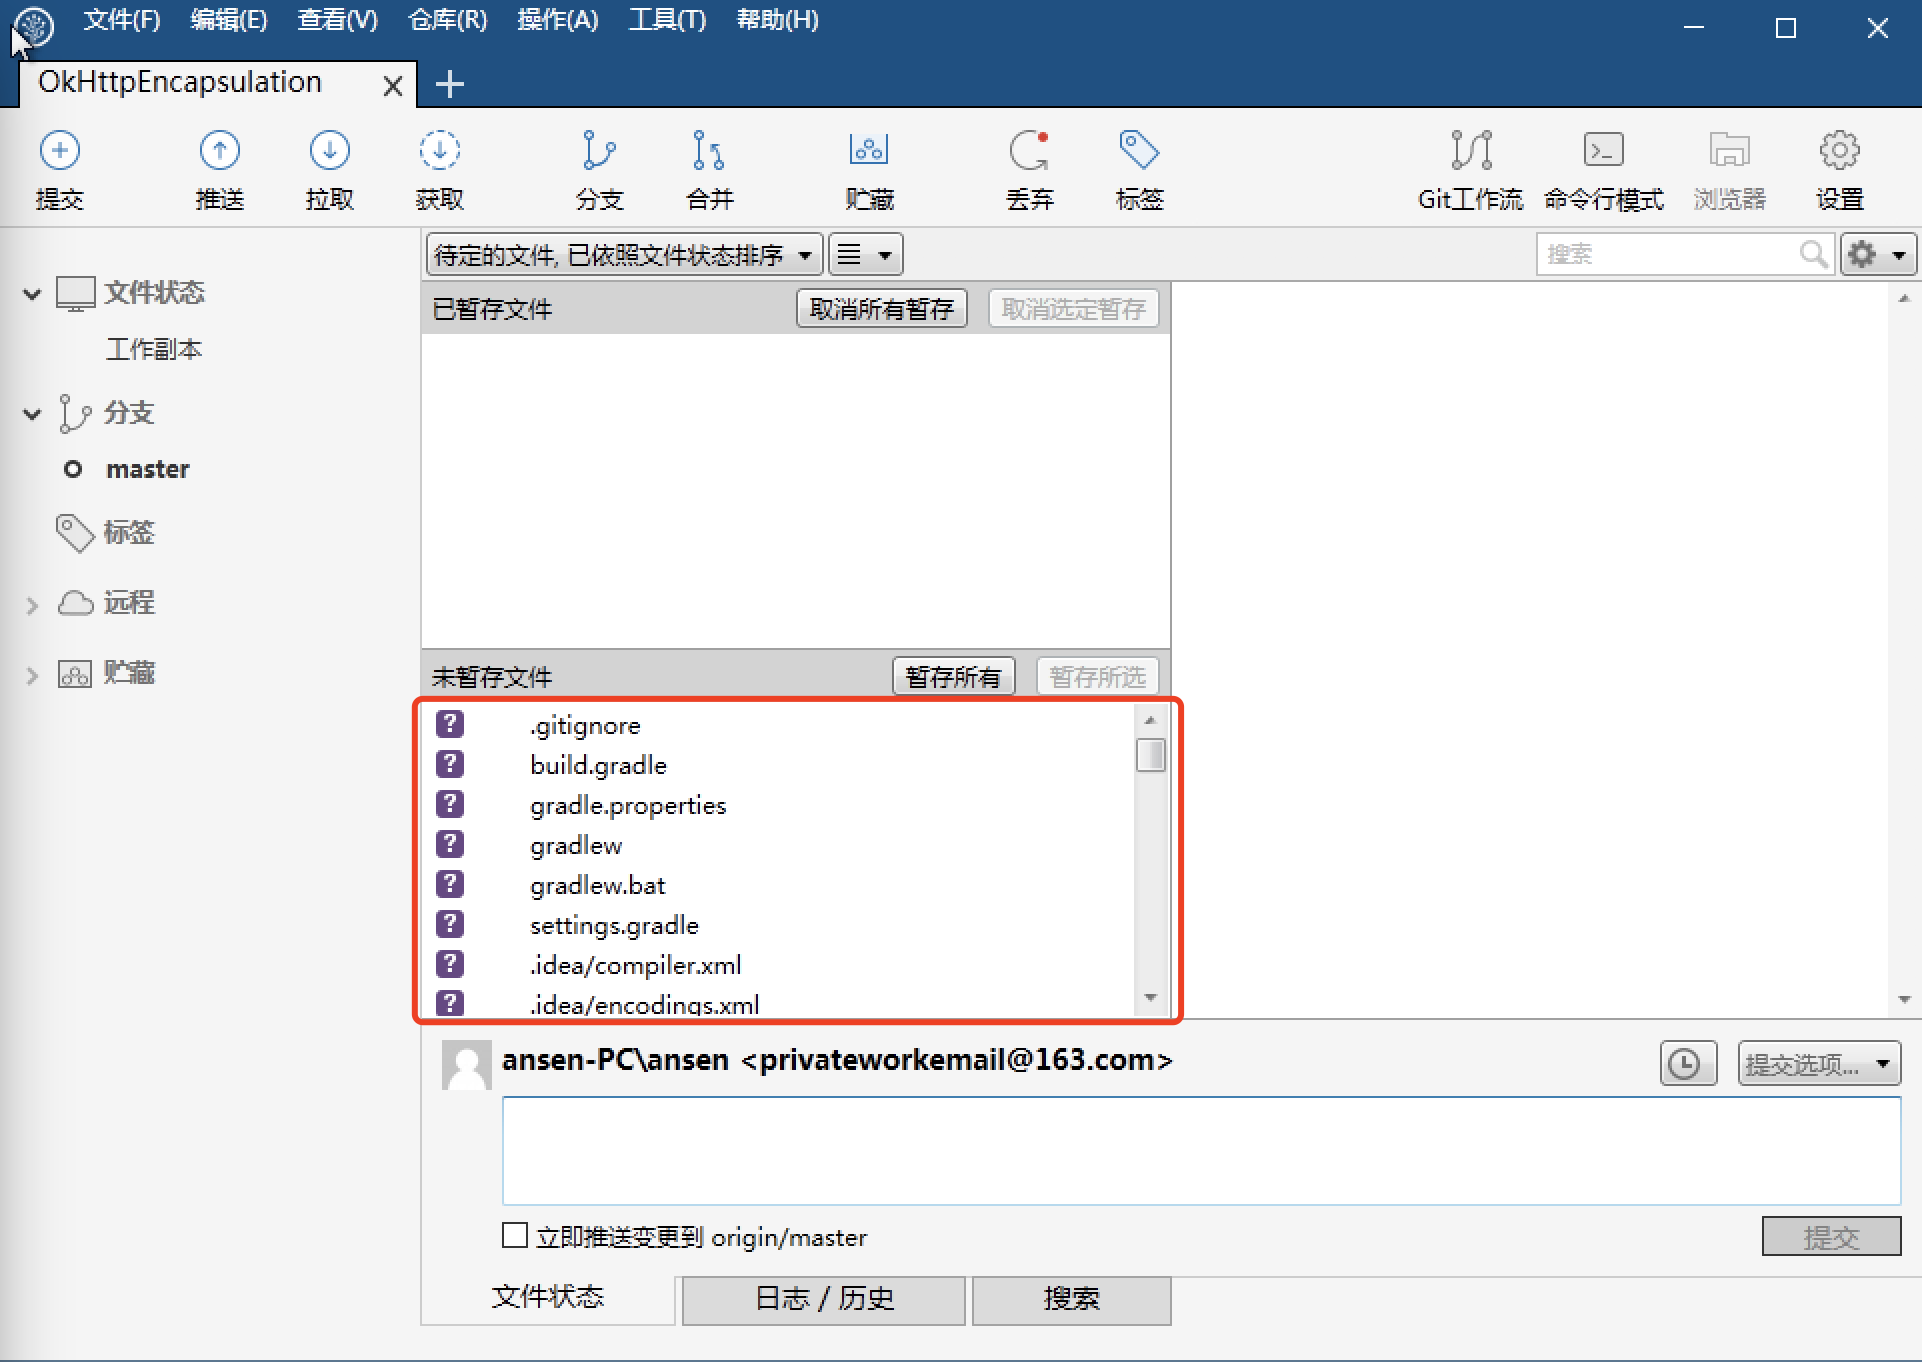 文件(F) 编辑(E) 查看(V) 仓库(R) 操作(A) 工具(T) 帮助(H)
OkHttpEncapsulation
提交 推送 拉取 获取 分支 合并 贮藏 丢弃 标签 Git工作流 命令行模式 浏览器 设置
待定的文件, 已依照文件状态排序 搜索
文件状态
工作副本
分支
master
标签
远程
贮藏
已暂存文件 取消所有暂存 取消选定暂存
未暂存文件 暂存所有 暂存所选
? .gitignore
? build.gradle
? gradle.properties
? gradlew
? gradlew.bat
? settings.gradle
? .idea/compiler.xml
? .idea/encodings.xml
ansen-PC\ansen <privateworkemail@163.com> 提交选项...
立即推送变更到 origin/master 提交
文件状态 日志 / 历史 搜索